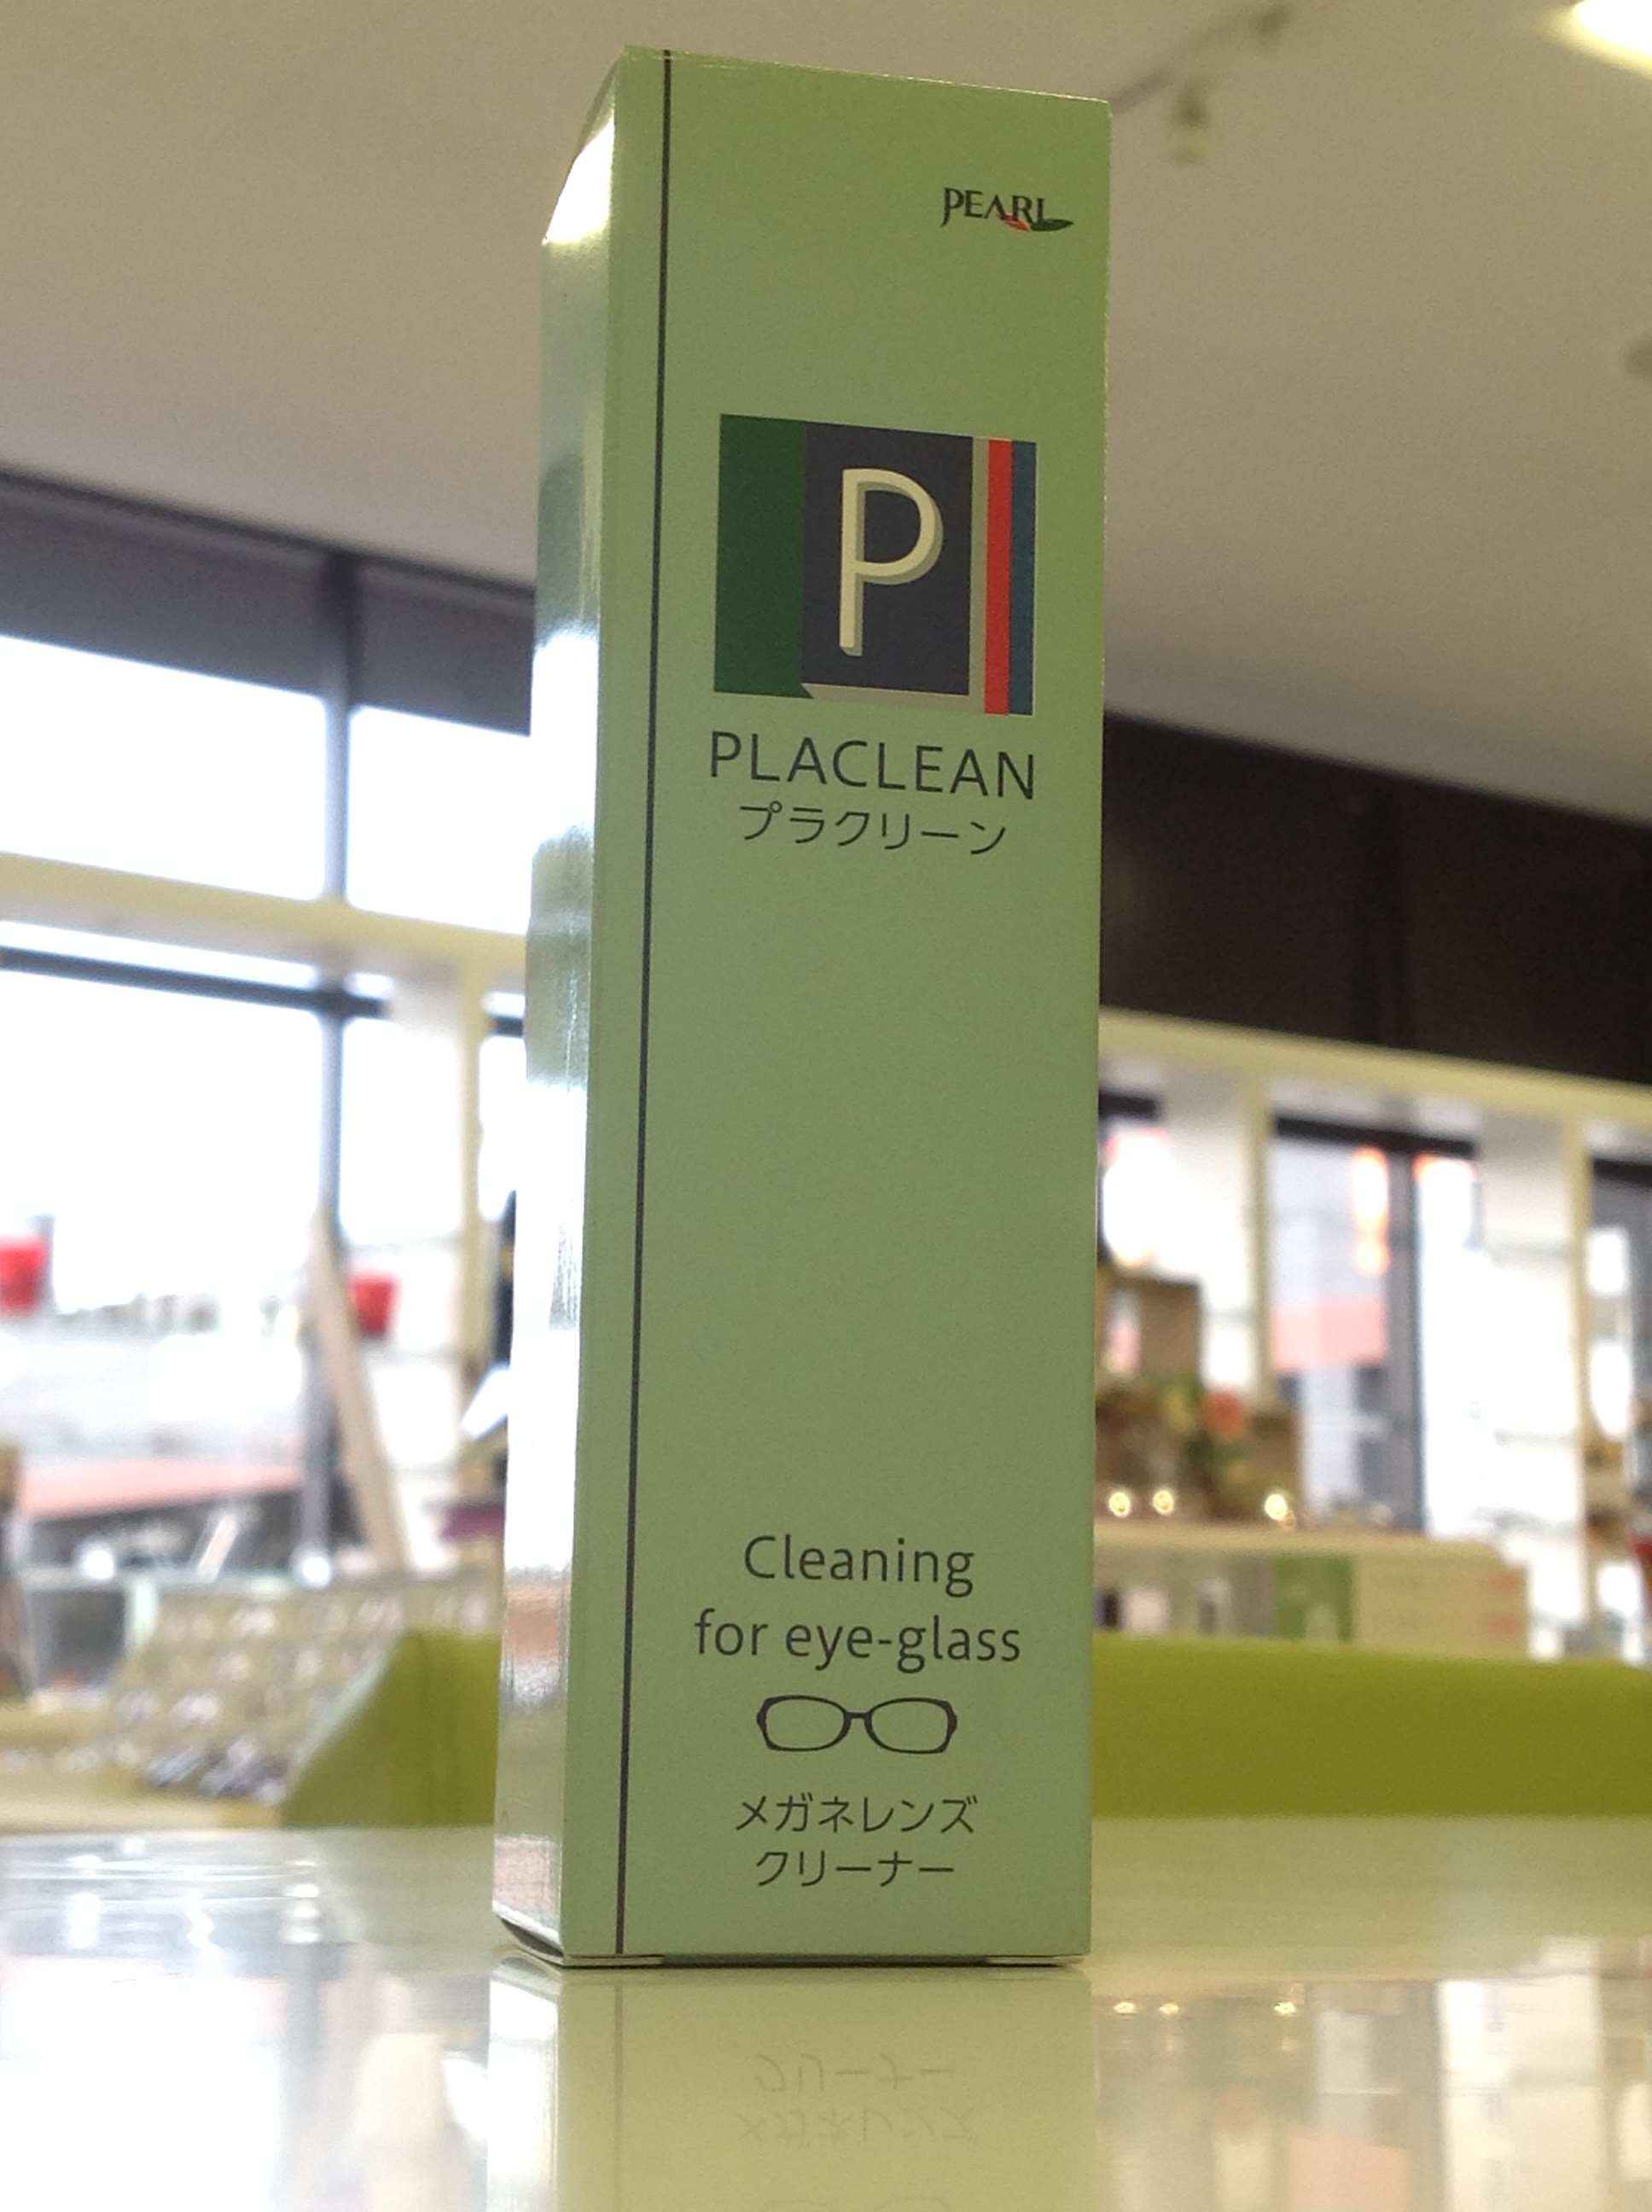 PEARL
P
PLACLEAN
プラクリーン
Cleaning
for eye-glass
メガネレンズ
クリーナー